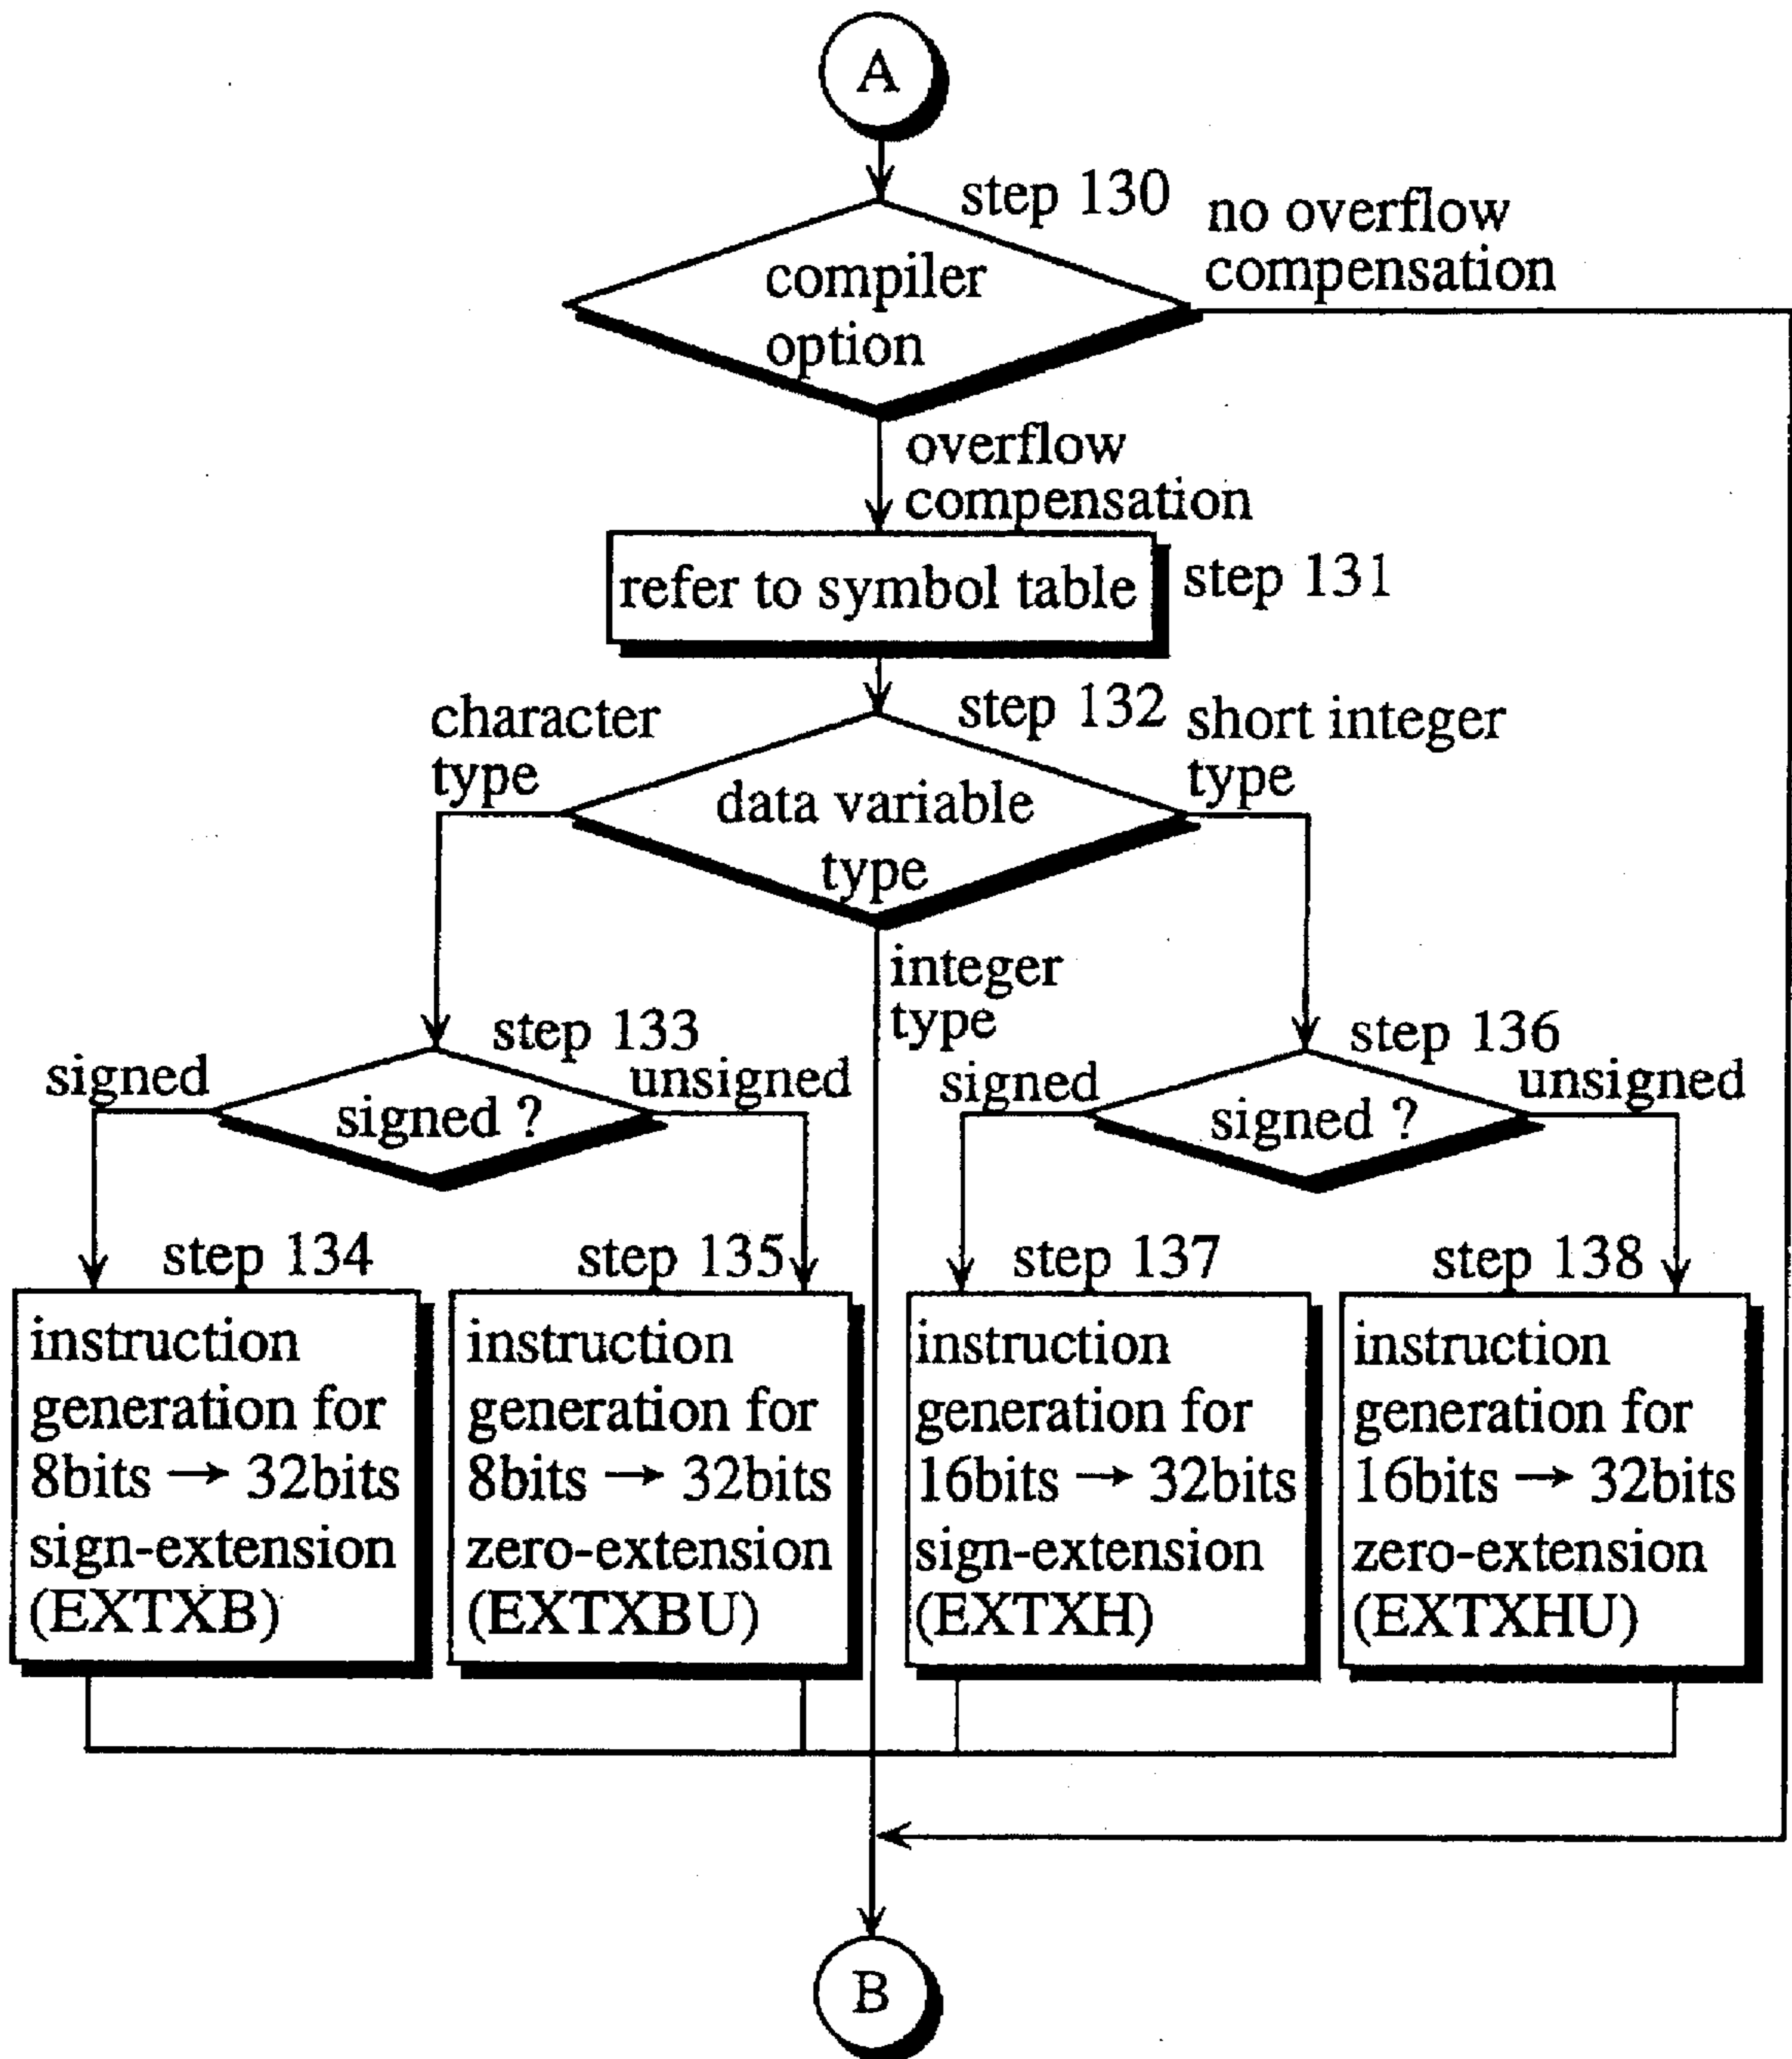 A
step 130
no overflow
compensation
compiler
option
overflow
compensation
refer to symbol table
step 131
step 132
character
type
short integer
type
data variable
type
integer
type
step 133
signed
unsigned
signed ?
step 136
signed
unsigned
signed ?
step 134
instruction
generation for
8bits → 32bits
sign-extension
(EXTXB)
step 135
instruction
generation for
8bits → 32bits
zero-extension
(EXTXBU)
step 137
instruction
generation for
16bits → 32bits
sign-extension
(EXTXH)
step 138
instruction
generation for
16bits → 32bits
zero-extension
(EXTXHU)
B